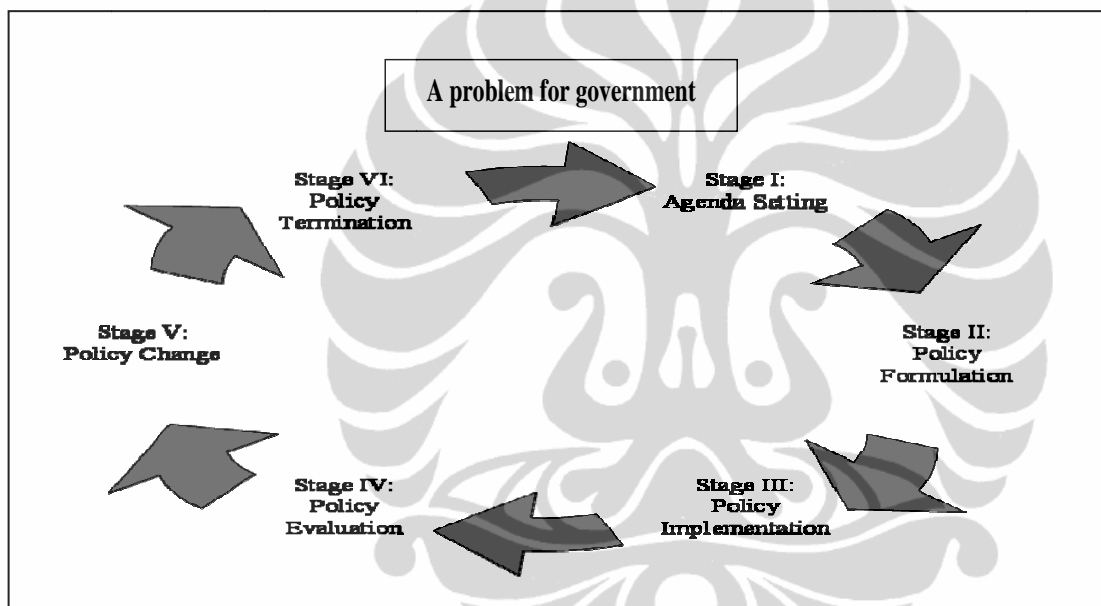 A problem for government
Stage I:
Agenda Setting
Stage II:
Policy
Formulation
Stage III:
Policy
Implementation
Stage IV:
Policy
Evaluation
Stage V:
Policy Change
Stage VI:
Policy
Termination